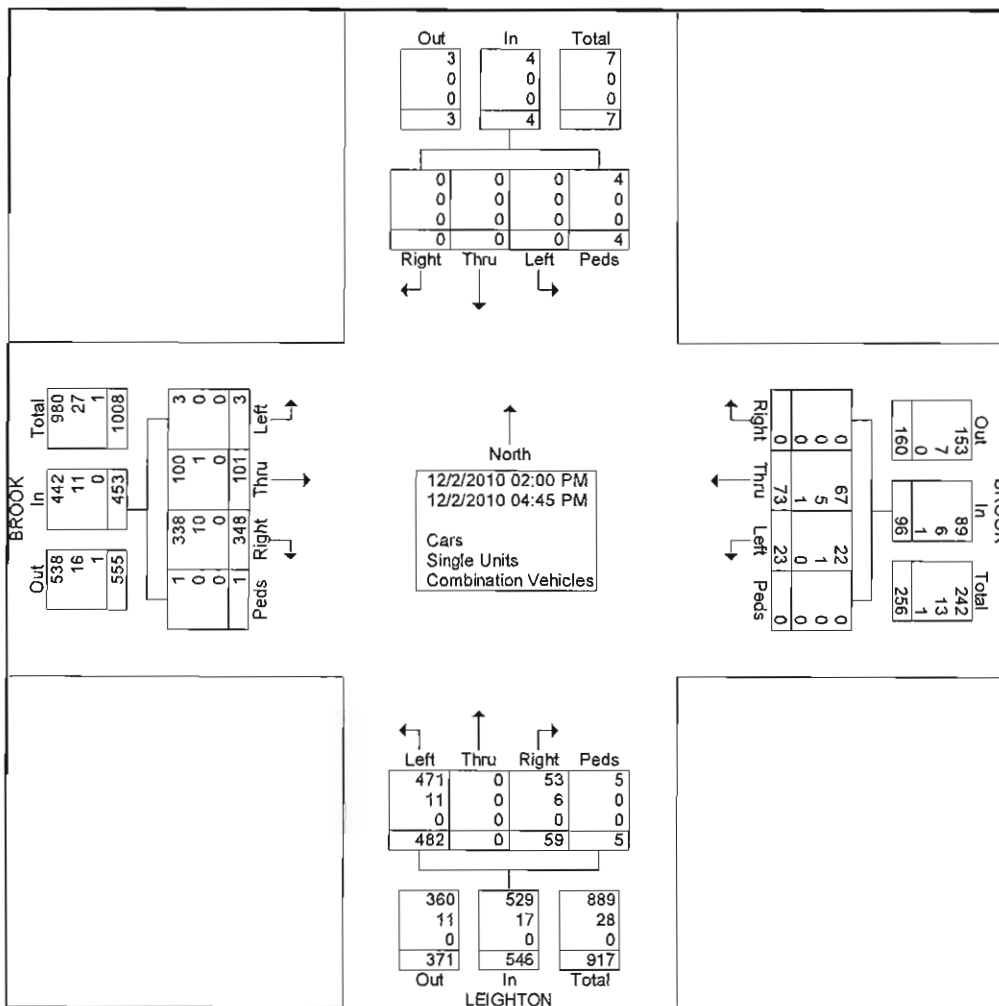 Out In Total
3 4 7
0 0 0
0 0 0
3 4 7
0 0 0 4
0 0 0 0
0 0 0 0
0 0 0 4
Right Thru Left Peds
BROOK
Total In Out
980 442 538
27 11 16
1 0 1
1008 453 555
3 100 338 1
0 1 10 0
0 0 0 0
3 101 348 1
Left Thru Right Peds
North
12/2/2010 02:00 PM
12/2/2010 04:45 PM
Cars
Single Units
Combination Vehicles
Right Thru Left Peds
0 67 22 0
0 5 1 0
0 1 0 0
0 73 23 0
Out In Total
153 89 242
7 6 13
0 1 1
160 96 256
BROOK
Left Thru Right Peds
471 0 53 5
11 0 6 0
0 0 0 0
482 0 59 5
360 529 889
11 17 28
0 0 0
371 546 917
Out In Total
LEIGHTON